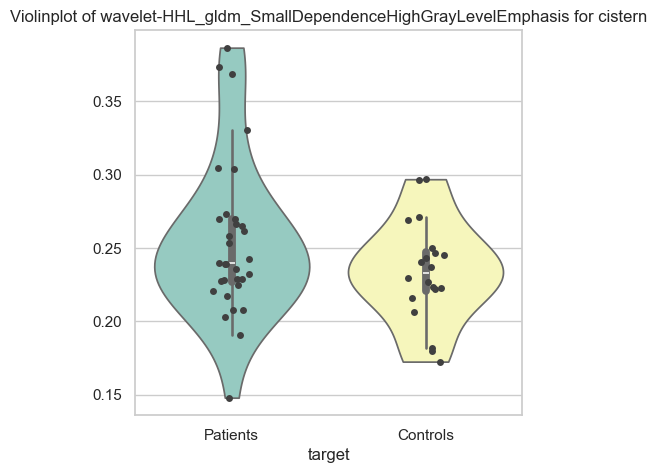 Violinplot of wavelet-HHL_gldm_SmallDependenceHighGrayLevelEmphasis for cistern
0.35
0.30
0.25
0.20
0.15
Patients
Controls
target